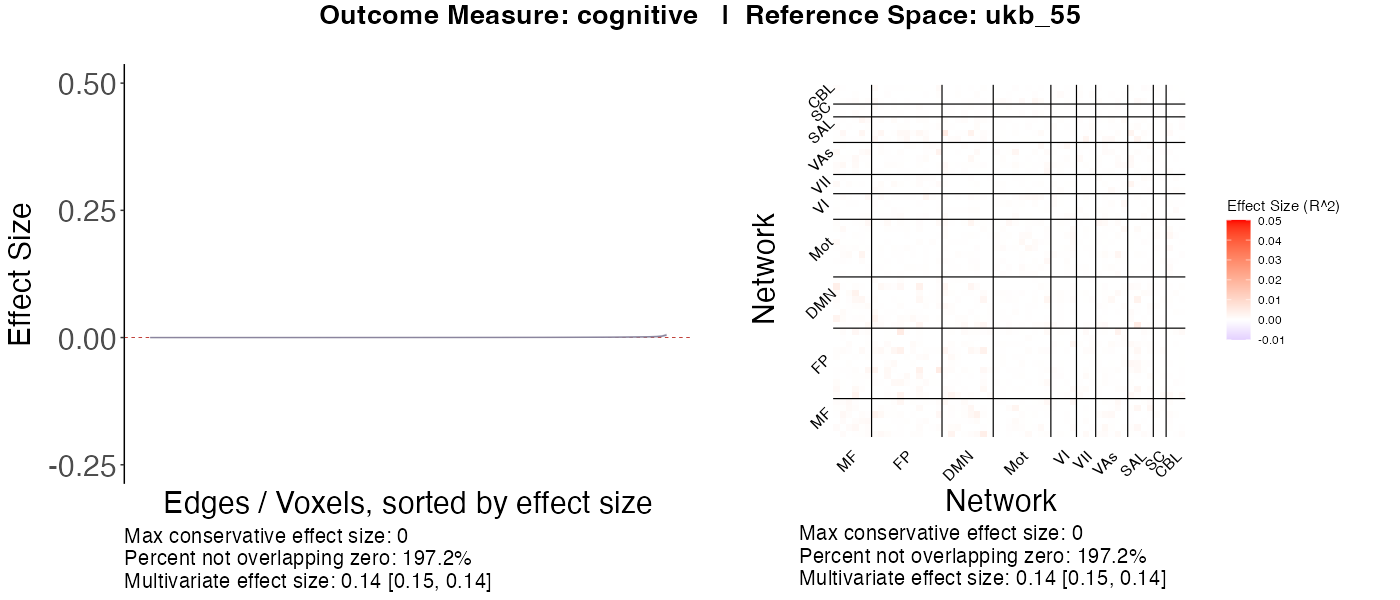 Outcome Measure: cognitive | Reference Space: ukb_55
0.50
0.25
0.00
-0.25
Effect Size
Edges / Voxels, sorted by effect size
Max conservative effect size: 0
Percent not overlapping zero: 197.2%
Multivariate effect size: 0.14 [0.15, 0.14]
CBL
SC
SAL
VAs
VII
VI
Mot
DMN
FP
MF
Network
MF FP DMN Mot VI VII VAs SAL SC CBL
Network
Max conservative effect size: 0
Percent not overlapping zero: 197.2%
Multivariate effect size: 0.14 [0.15, 0.14]
Effect Size (R^2)
0.05
0.04
0.03
0.02
0.01
0.00
-0.01